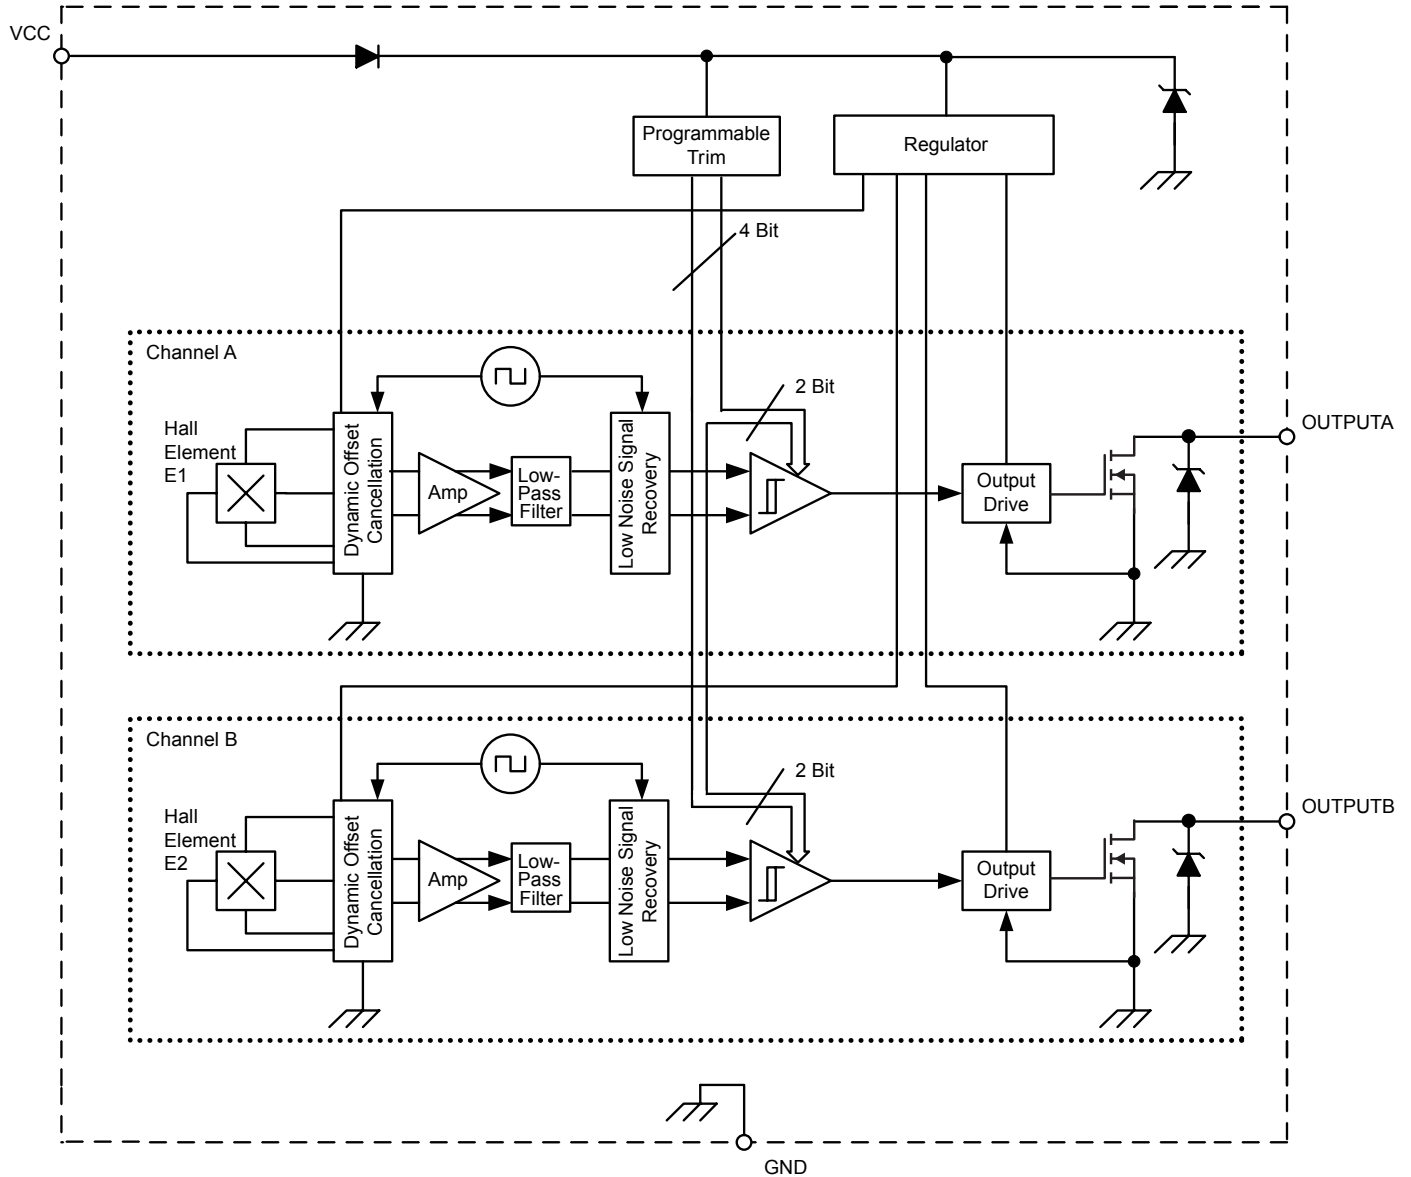 VCC
Programmable
Trim
Regulator
4 Bit
Channel A
2 Bit
Hall
Element
E1
Dynamic Offset
Cancellation
Amp
Low-
Pass
Filter
Low Noise Signal
Recovery
Output
Drive
OUTPUTA
Channel B
2 Bit
Hall
Element
E2
Dynamic Offset
Cancellation
Amp
Low-
Pass
Filter
Low Noise Signal
Recovery
Output
Drive
OUTPUTB
GND